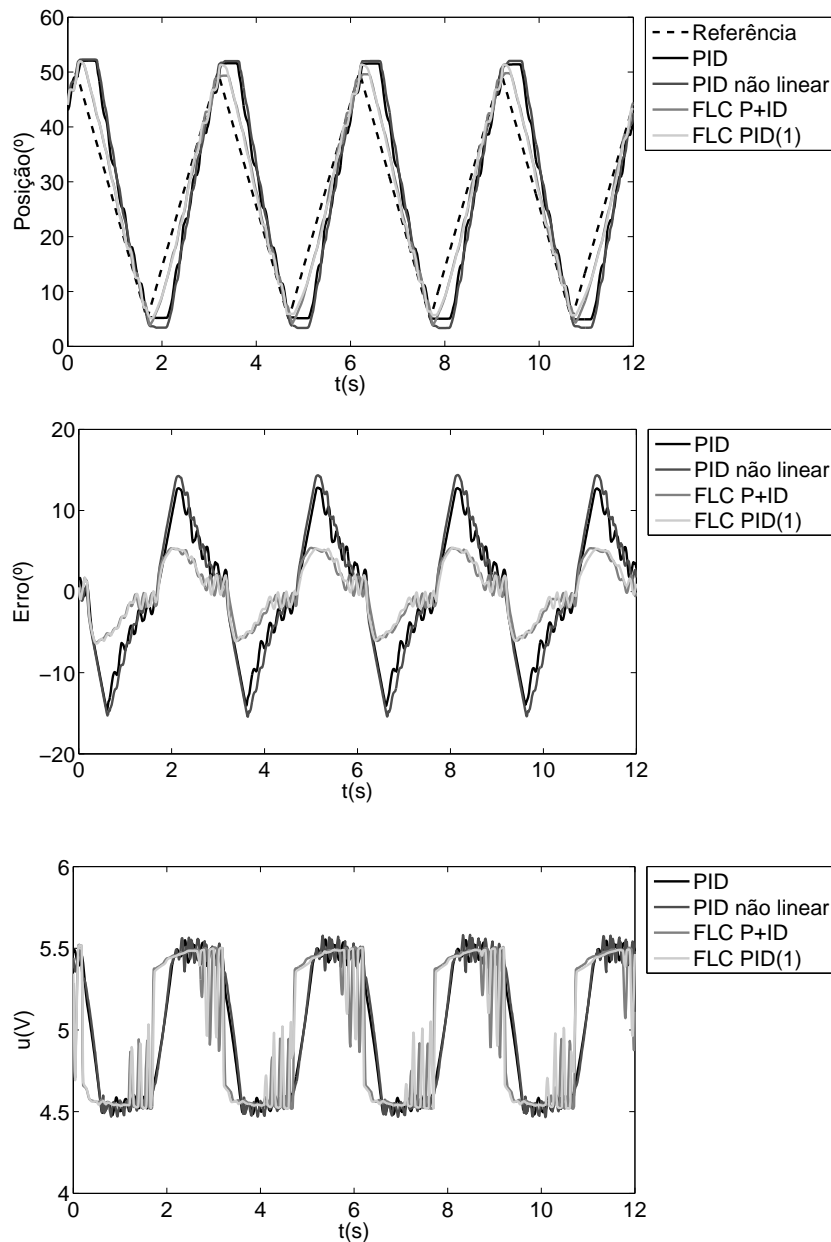 60
50
40
30
20
10
0
Posição(º)
0 2 4 6 8 10 12
t(s)
Referência
PID
PID não linear
FLC P+ID
FLC PID(1)
20
10
0
−10
−20
Erro(º)
0 2 4 6 8 10 12
t(s)
PID
PID não linear
FLC P+ID
FLC PID(1)
6
5.5
5
4.5
4
u(V)
0 2 4 6 8 10 12
t(s)
PID
PID não linear
FLC P+ID
FLC PID(1)